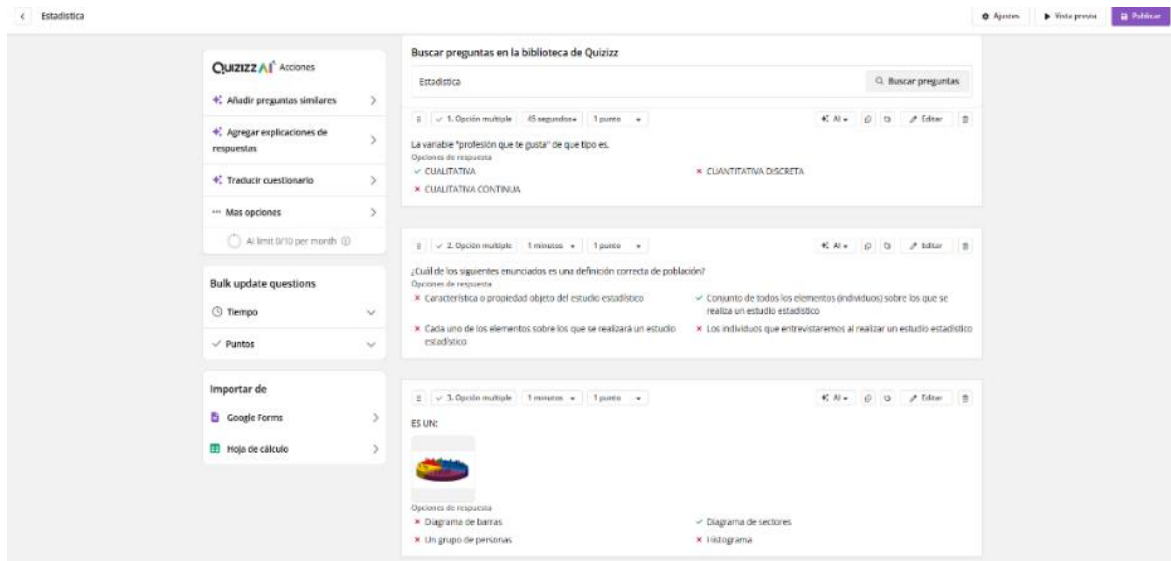 Estadistica
Ajustes
Vista previa
Publicar
QUIZIZZ AI Acciones
Añadir preguntas similares
Agregar explicaciones de
respuestas
Traducir cuestionario
Mas opciones
AI limit 0/10 per month
Bulk update questions
Tiempo
Puntos
Importar de
Google Forms
Hoja de cálculo
Buscar preguntas en la biblioteca de Quizizz
Estadística
Buscar preguntas
1. Opción multiple 45 segundos 1 punto AI Editar
La variable "profesión que te gusta" de que tipo es.
Opciones de respuesta
CUALITATIVA
CUANTITATIVA DISCRETA
CUALITATIVA CONTINUA
2. Opción multiple 1 minutos 1 punto AI Editar
¿Cuál de los siguientes enunciados es una definición correcta de población?
Opciones de respuesta
Característica o propiedad objeto del estudio estadístico
Conjunto de todos los elementos (individuos) sobre los que se
realiza un estudio estadístico
Cada uno de los elementos sobre los que se realizará un estudio
estadístico
Los individuos que entrevistaremos al realizar un estudio estadístico
3. Opción multiple 1 minutos 1 punto AI Editar
ES UN:
Opciones de respuesta
Diagrama de barras
Diagrama de sectores
Un grupo de personas
Histograma